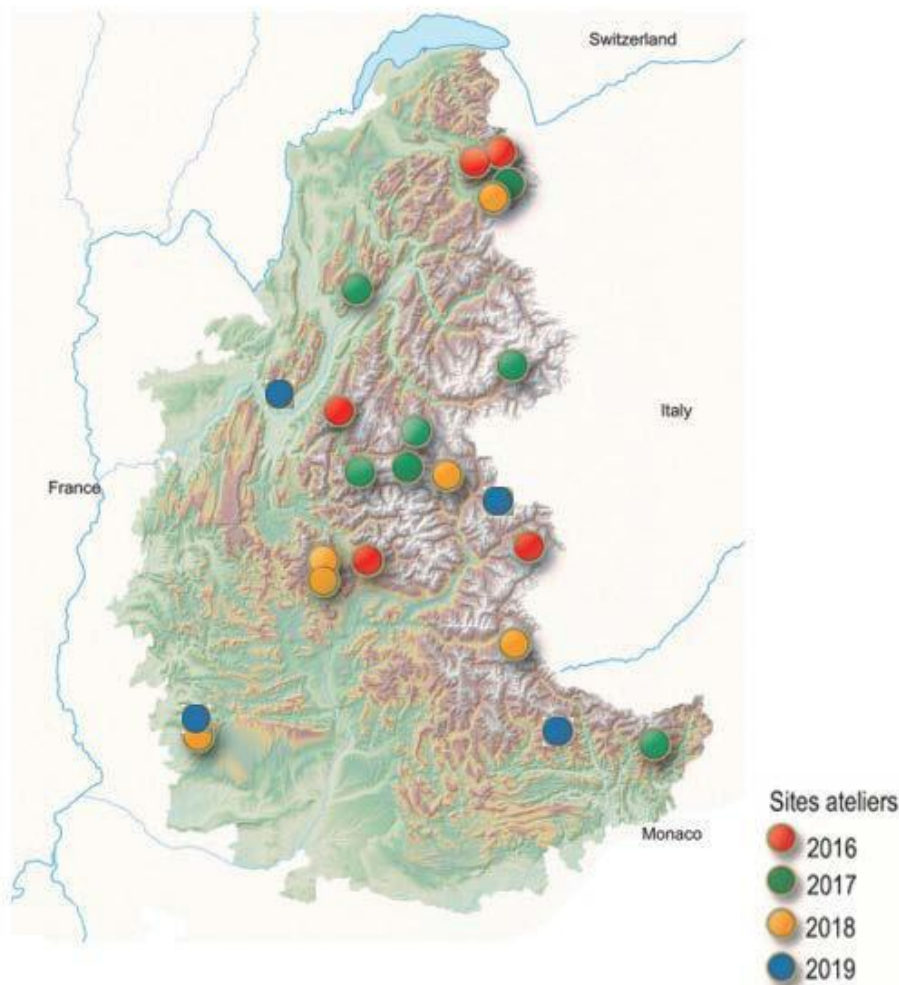 Switzerland
Italy
France
Monaco
Sites ateliers
2016
2017
2018
2019